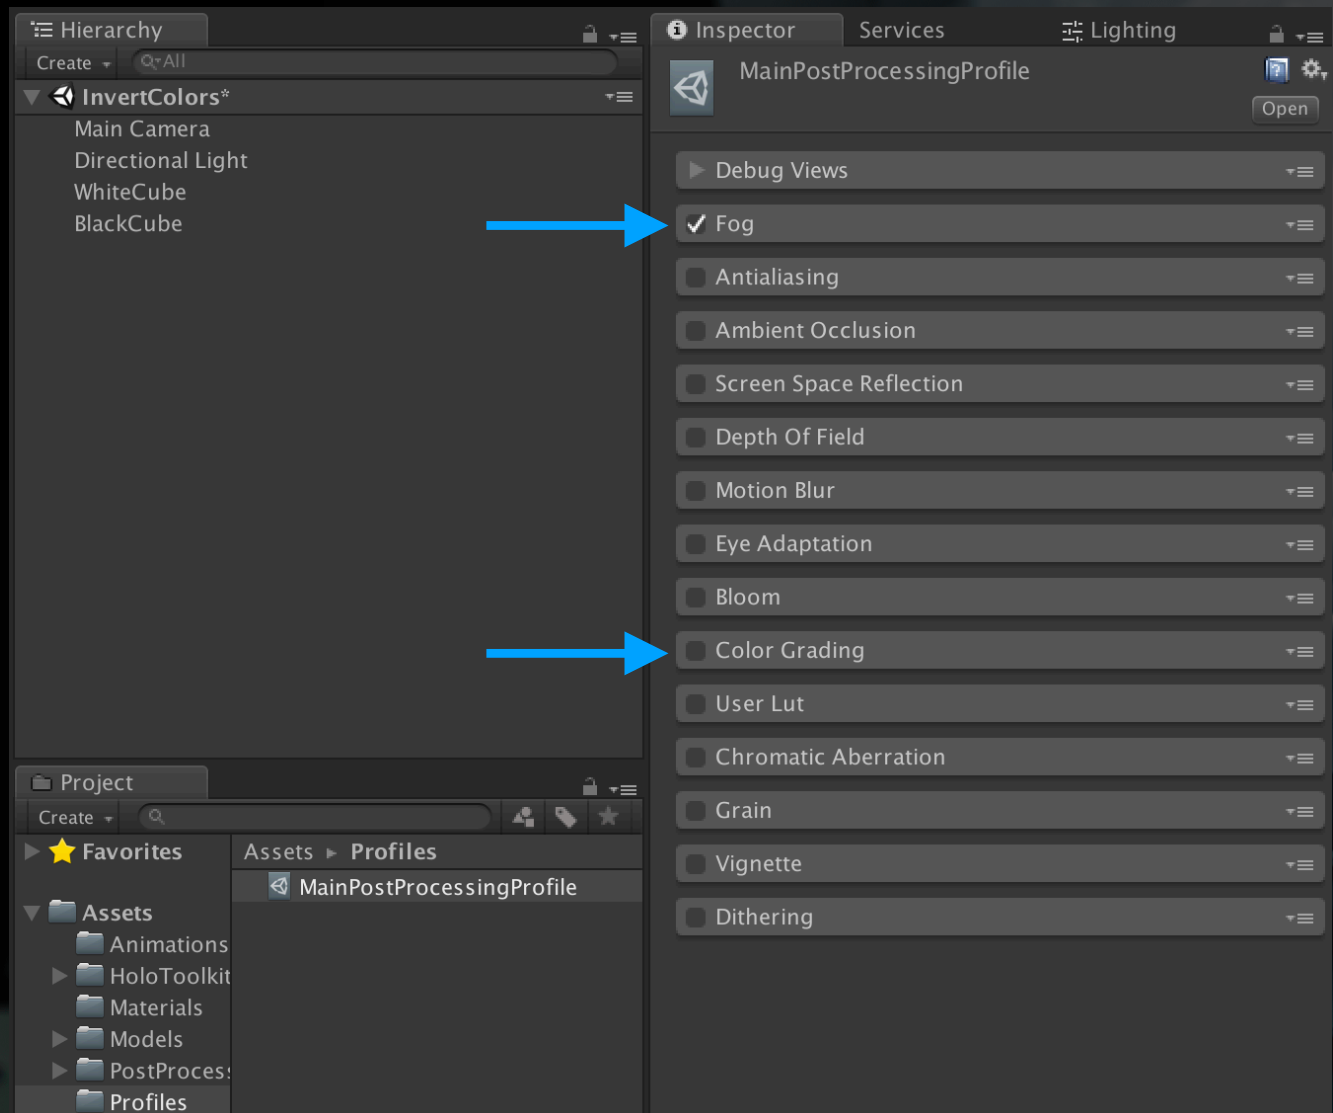 Hierarchy
Create
All
InvertColors*
Main Camera
Directional Light
WhiteCube
BlackCube
Project
Create
Favorites
Assets
Animations
HoloToolkit
Materials
Models
PostProcess
Profiles
Assets ▸ Profiles
MainPostProcessingProfile
Inspector
Services
Lighting
MainPostProcessingProfile
Open
Debug Views
Fog
Antialiasing
Ambient Occlusion
Screen Space Reflection
Depth Of Field
Motion Blur
Eye Adaptation
Bloom
Color Grading
User Lut
Chromatic Aberration
Grain
Vignette
Dithering